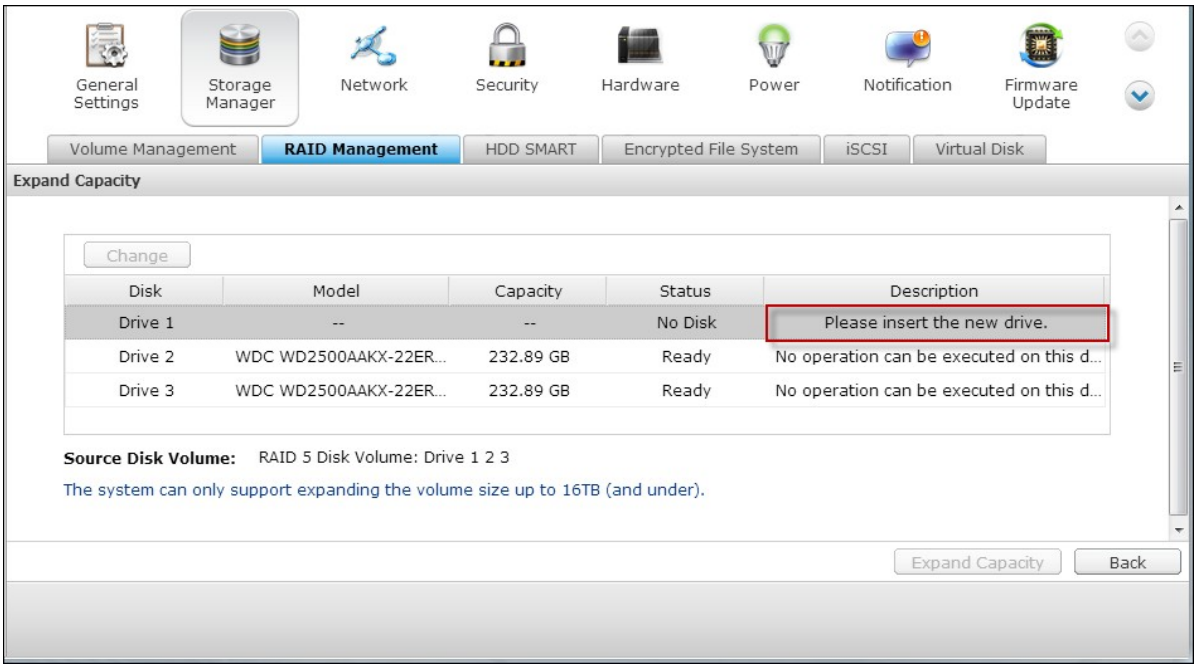 General Settings
Storage Manager
Network
Security
Hardware
Power
Notification
Firmware Update
Volume Management
RAID Management
HDD SMART
Encrypted File System
iSCSI
Virtual Disk
Expand Capacity
Change
Disk Model Capacity Status Description
Drive 1 -- -- No Disk Please insert the new drive.
Drive 2 WDC WD2500AAKX-22ER... 232.89 GB Ready No operation can be executed on this d...
Drive 3 WDC WD2500AAKX-22ER... 232.89 GB Ready No operation can be executed on this d...
Source Disk Volume: RAID 5 Disk Volume: Drive 1 2 3
The system can only support expanding the volume size up to 16TB (and under).
Expand Capacity Back